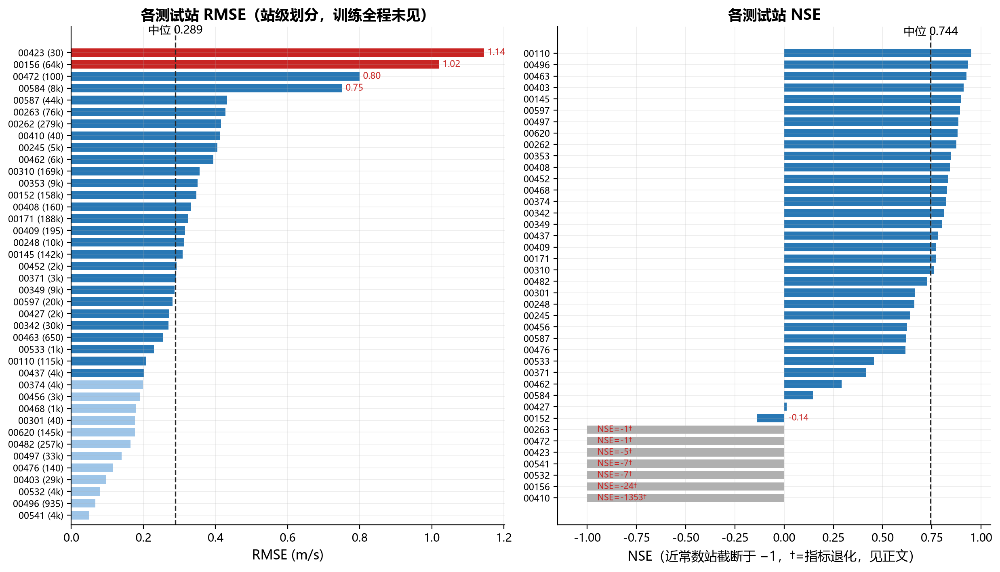 各测试站 RMSE（站级划分，训练全程未见）
中位 0.289
00423 (30)
1.14
00156 (64k)
1.02
00472 (100)
0.80
00584 (8k)
0.75
00587 (44k)
00263 (76k)
00262 (279k)
00410 (40)
00245 (5k)
00462 (6k)
00310 (169k)
00353 (9k)
00152 (158k)
00408 (160)
00171 (188k)
00409 (195)
00248 (10k)
00145 (142k)
00452 (2k)
00371 (3k)
00349 (9k)
00597 (20k)
00427 (2k)
00342 (30k)
00463 (650)
00533 (1k)
00110 (115k)
00437 (4k)
00374 (4k)
00456 (3k)
00468 (1k)
00301 (40)
00620 (145k)
00482 (257k)
00497 (33k)
00476 (140)
00403 (29k)
00532 (4k)
00496 (935)
00541 (4k)
0.0 0.2 0.4 0.6 0.8 1.0 1.2
RMSE (m/s)
各测试站 NSE
中位 0.744
00110
00496
00463
00403
00145
00597
00497
00620
00262
00353
00408
00452
00468
00374
00342
00349
00437
00409
00171
00310
00482
00301
00248
00245
00456
00587
00476
00533
00371
00462
00584
00427
00152
-0.14
00263
NSE=-1†
00472
NSE=-1†
00423
NSE=-5†
00541
NSE=-7†
00532
NSE=-7†
00156
NSE=-24†
00410
NSE=-1353†
-1.00 -0.75 -0.50 -0.25 0.00 0.25 0.50 0.75 1.00
NSE（近常数站截断于 −1，†=指标退化，见正文）